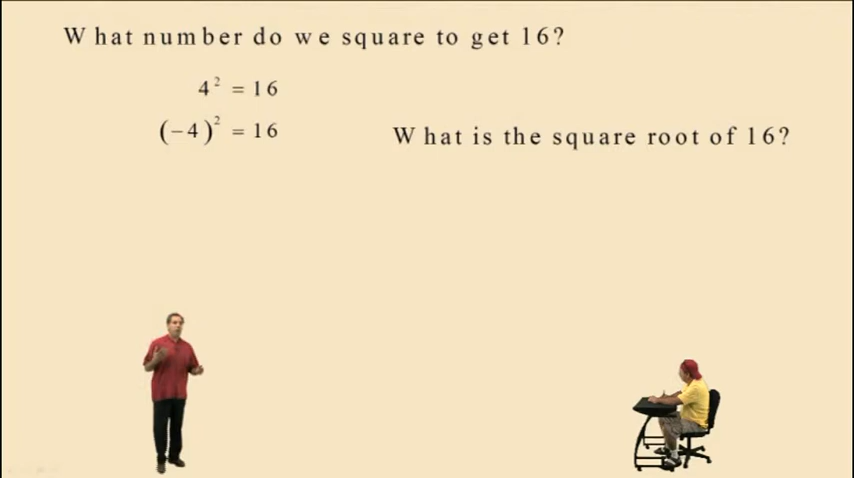 What number do we square to get 16?
4² = 16
(−4)² = 16
What is the square root of 16?